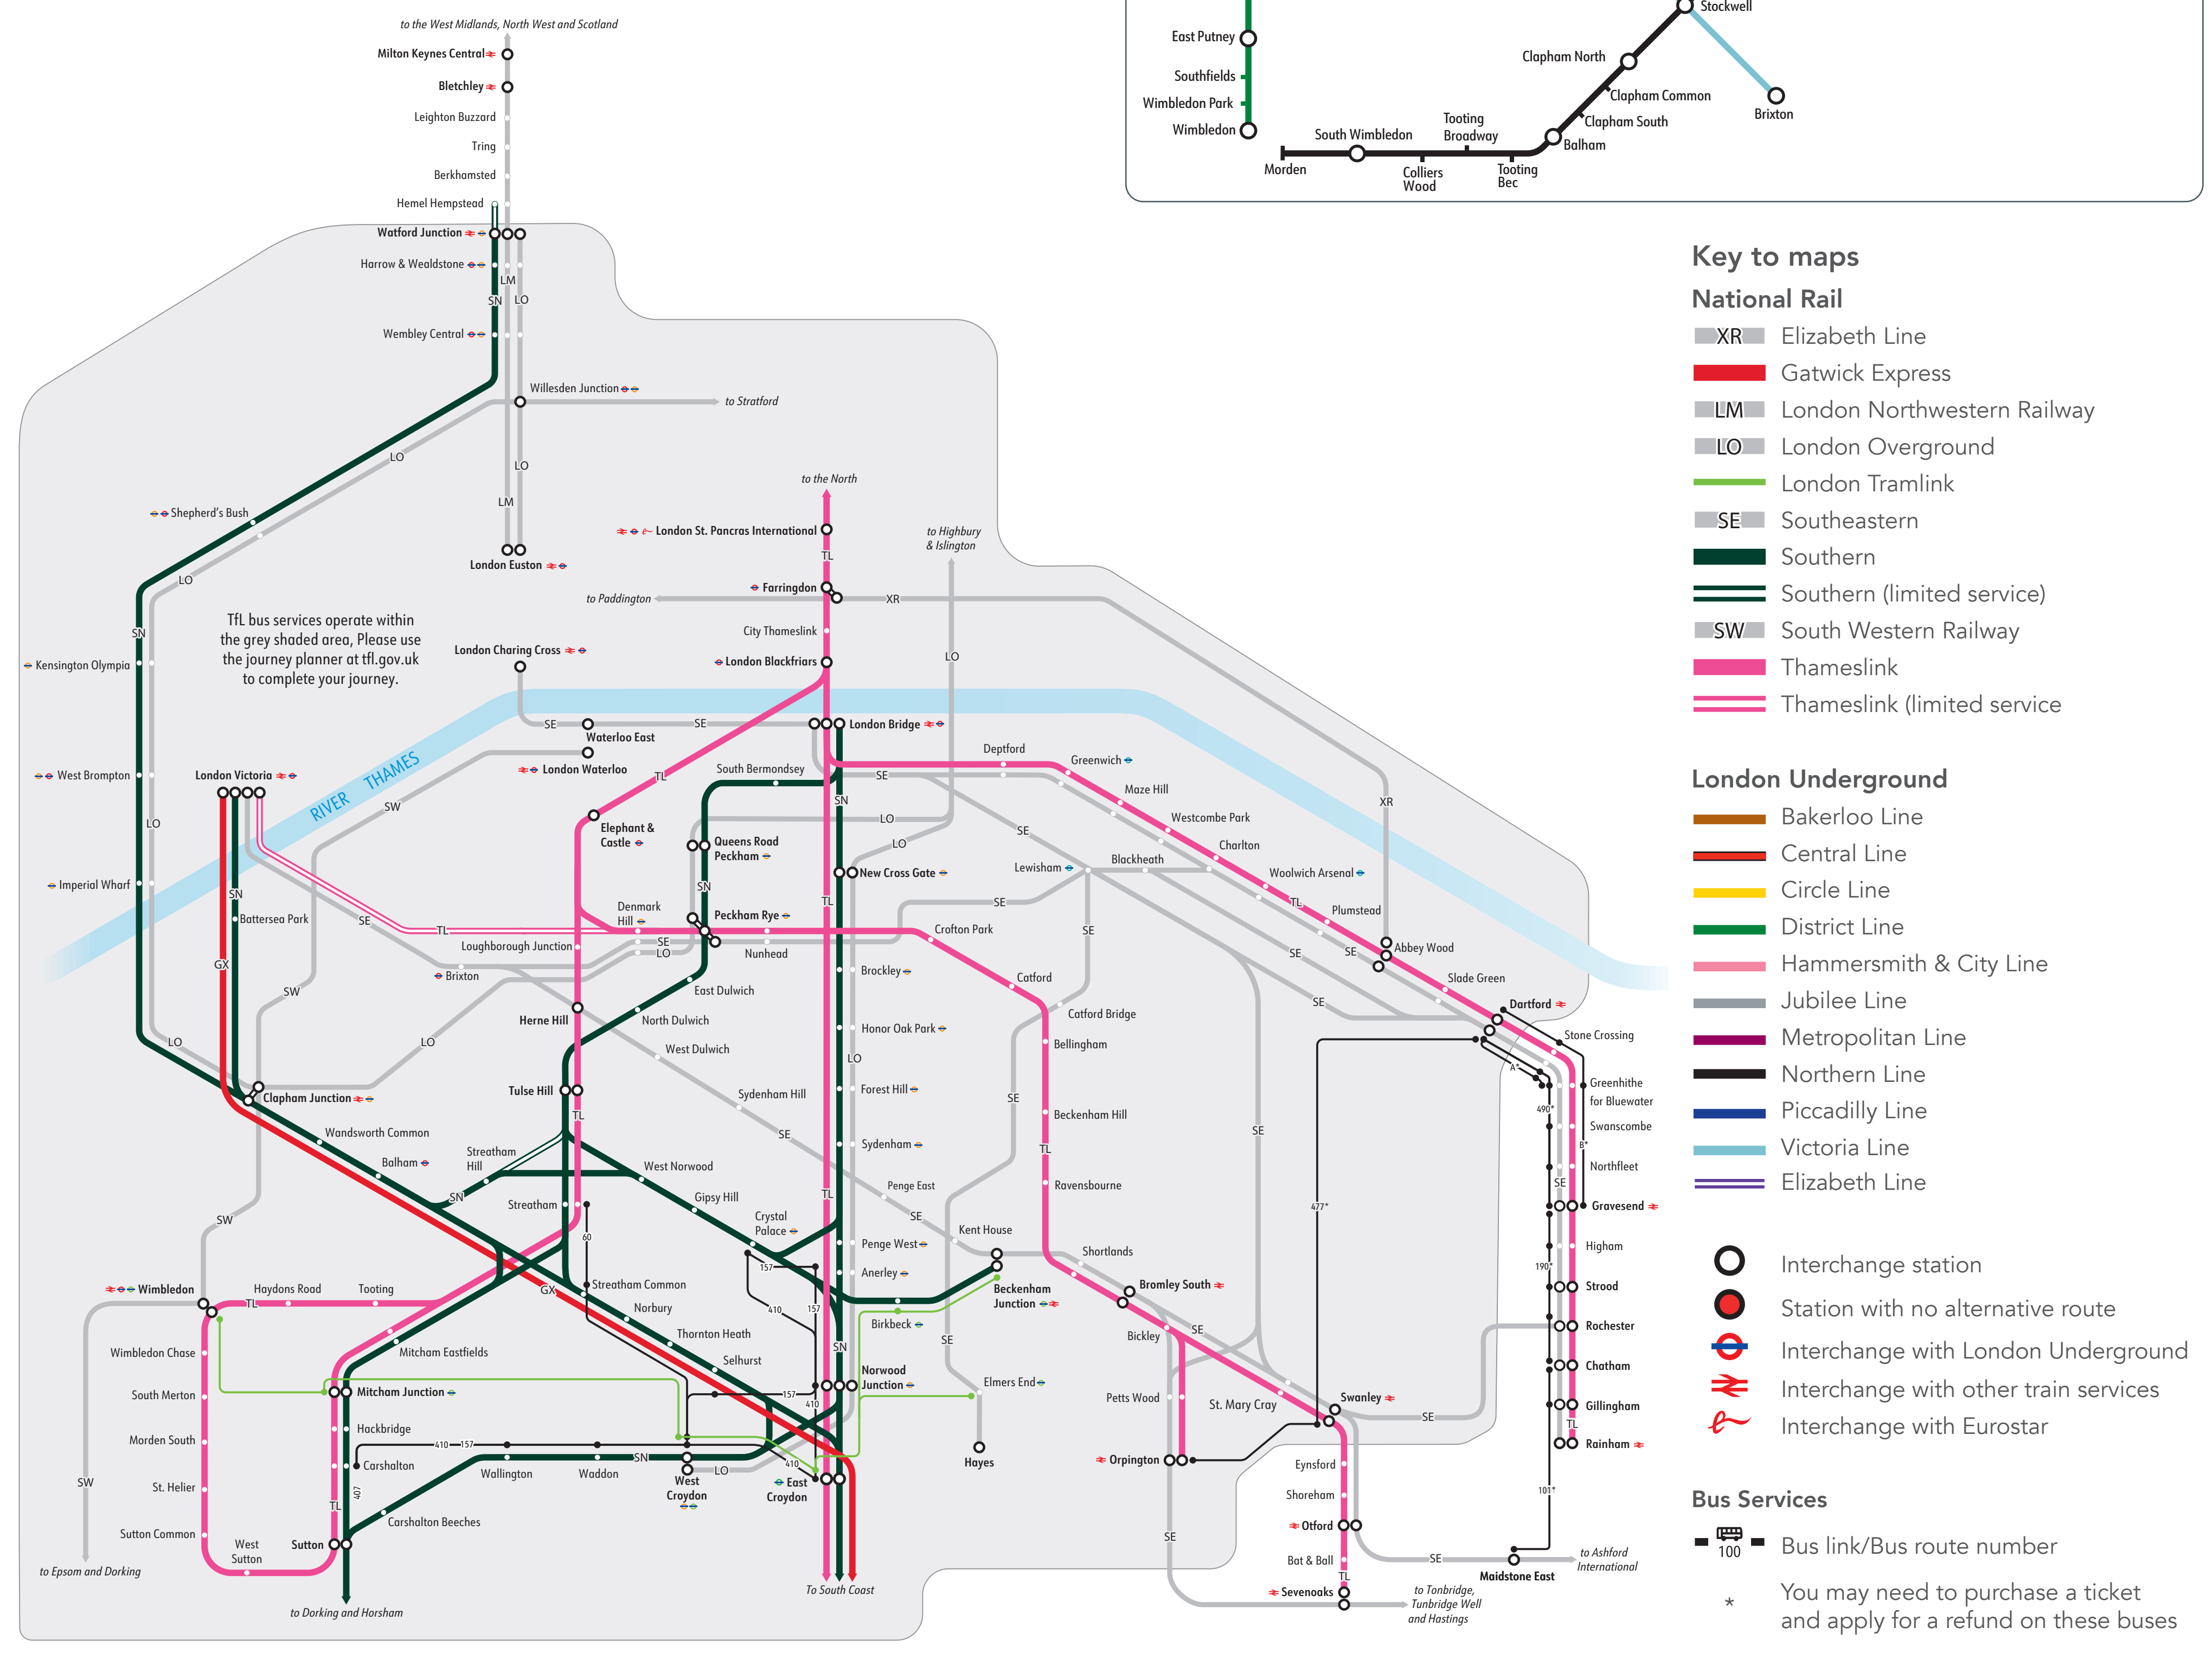 to the West Midlands, North West and Scotland
Milton Keynes Central
Bletchley
Leighton Buzzard
Tring
Berkhamsted
Hemel Hempstead
Watford Junction
Harrow & Wealdstone
LM
SN
LO
Wembley Central
Willesden Junction
to Stratford
LO
LO
LM
Shepherd's Bush
London Euston
LO
to the North
London St. Pancras International
TL
to Highbury
& Islington
Farringdon
to Paddington
XR
City Thameslink
London Blackfriars
LO
TfL bus services operate within
the grey shaded area, Please use
the journey planner at tfl.gov.uk
to complete your journey.
SN
Kensington Olympia
London Charing Cross
SE
SE
Waterloo East
London Bridge
London Waterloo
RIVER THAMES
West Brompton
London Victoria
SW
TL
South Bermondsey
SE
SN
Deptford
Greenwich
Maze Hill
Westcombe Park
Charlton
Woolwich Arsenal
Plumstead
Abbey Wood
XR
LO
Elephant &
Castle
Queens Road
Peckham
LO
LO
SE
Lewisham
Blackheath
New Cross Gate
Imperial Wharf
SN
SN
Battersea Park
SE
TL
Denmark
Hill
Peckham Rye
TL
SE
TL
Loughborough Junction
SE
LO
Nunhead
Crofton Park
SE
SE
SE
Slade Green
GX
Brixton
Brockley
Catford
SW
East Dulwich
SE
Dartford
Herne Hill
North Dulwich
Honor Oak Park
Catford Bridge
Stone Crossing
LO
LO
West Dulwich
LO
Bellingham
A*
Greenhithe
for Bluewater
Clapham Junction
Tulse Hill
TL
Sydenham Hill
Forest Hill
SE
Beckenham Hill
490*
Swanscombe
B*
Wandsworth Common
SE
Sydenham
TL
SE
Northfleet
Balham
Streatham
Hill
West Norwood
SE
SN
Streatham
Gipsy Hill
TL
Penge East
Ravensbourne
477*
Gravesend
SW
60
Crystal
Palace
SE
Kent House
Penge West
Shortlands
Higham
157
Anerley
190*
Wimbledon
Haydons Road
Tooting
GX
Streatham Common
Bromley South
Strood
TL
Norbury
410
157
Beckenham
Junction
Birkbeck
Rochester
Thornton Heath
SN
SE
Bickley
SE
Wimbledon Chase
Mitcham Eastfields
Selhurst
Chatham
South Merton
Mitcham Junction
157
410
Norwood
Junction
Elmers End
Petts Wood
St. Mary Cray
Swanley
Gillingham
SE
TL
Hackbridge
Morden South
410
157
Rainham
Carshalton
Wallington
Waddon
SN
West
Croydon
LO
410
East
Croydon
Hayes
Orpington
Eynsford
St. Helier
SW
407
TL
101*
Shoreham
Carshalton Beeches
Otford
Sutton Common
West
Sutton
Sutton
SE
Bat & Ball
SE
to Ashford
International
Maidstone East
to Epsom and Dorking
To South Coast
TL
Sevenoaks
to Tonbridge,
Tunbridge Well
and Hastings
to Dorking and Horsham
East Putney
Southfields
Wimbledon Park
Wimbledon
Stockwell
Clapham North
Clapham Common
Clapham South
Brixton
Balham
Tooting
Broadway
South Wimbledon
Morden
Colliers
Wood
Tooting
Bec
Key to maps
National Rail
XR Elizabeth Line
Gatwick Express
LM London Northwestern Railway
LO London Overground
London Tramlink
SE Southeastern
Southern
Southern (limited service)
SW South Western Railway
Thameslink
Thameslink (limited service
London Underground
Bakerloo Line
Central Line
Circle Line
District Line
Hammersmith & City Line
Jubilee Line
Metropolitan Line
Northern Line
Piccadilly Line
Victoria Line
Elizabeth Line
Interchange station
Station with no alternative route
Interchange with London Underground
Interchange with other train services
Interchange with Eurostar
Bus Services
100 Bus link/Bus route number
* You may need to purchase a ticket
and apply for a refund on these buses